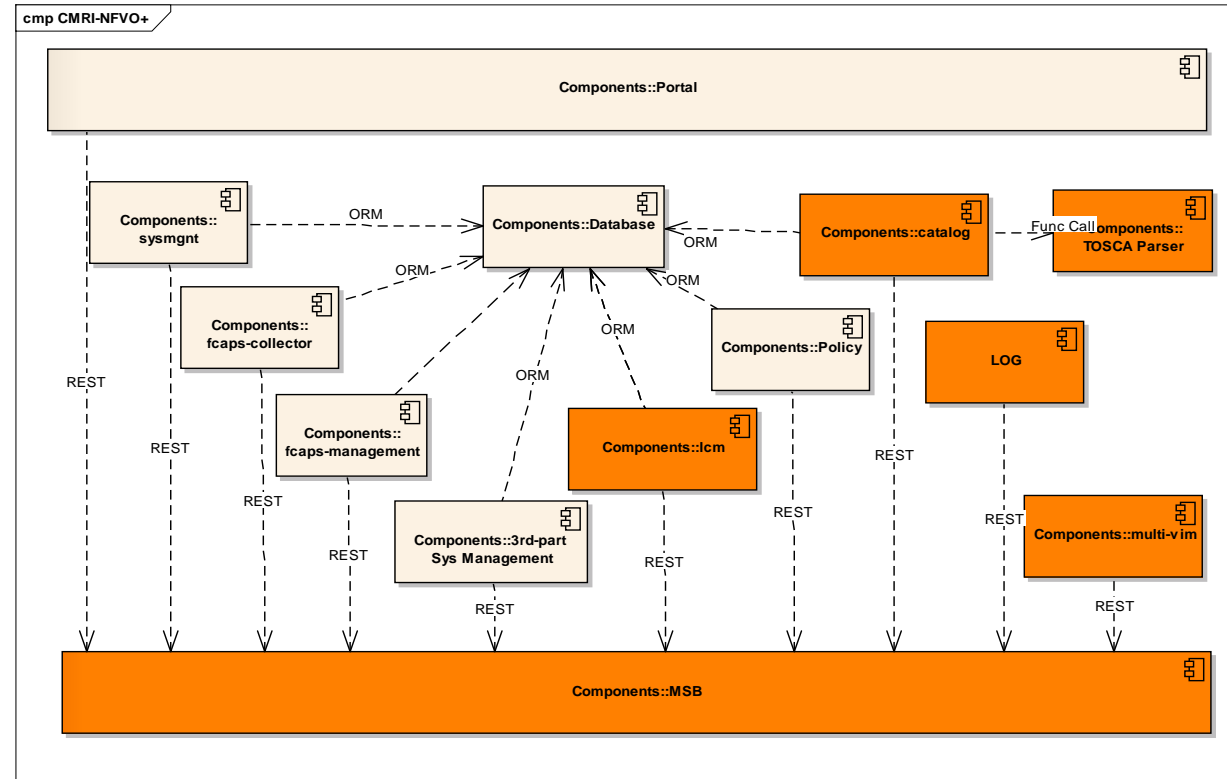 cmp CMRI-NFVO+
Components::Portal
Components::
sysmgnt
ORM
Components::Database
ORM
Components::catalog
Func Call
Components::
TOSCA Parser
ORM
ORM
Components::
fcaps-collector
ORM
Components::Policy
LOG
REST
ORM
Components::
fcaps-management
REST
Components::lcm
REST
REST
REST
REST
REST
Components::3rd-part
Sys Management
Components::multi-vim
REST
REST
REST
REST
Components::MSB